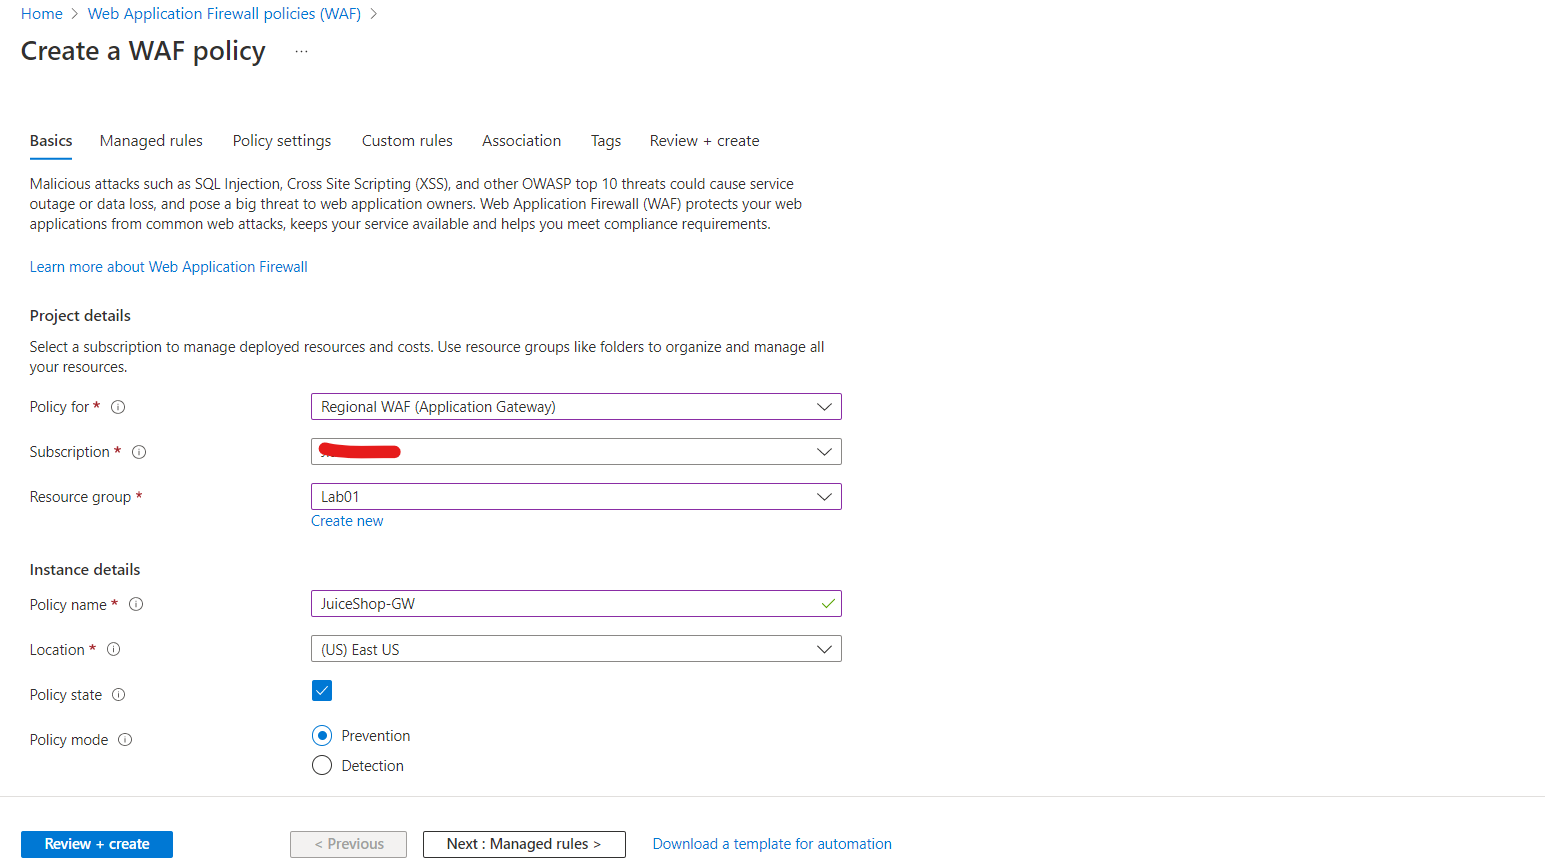 Home > Web Application Firewall policies (WAF) >
Create a WAF policy ...
Basics Managed rules Policy settings Custom rules Association Tags Review + create
Malicious attacks such as SQL Injection, Cross Site Scripting (XSS), and other OWASP top 10 threats could cause service
outage or data loss, and pose a big threat to web application owners. Web Application Firewall (WAF) protects your web
applications from common web attacks, keeps your service available and helps you meet compliance requirements.
Learn more about Web Application Firewall
Project details
Select a subscription to manage deployed resources and costs. Use resource groups like folders to organize and manage all
your resources.
Policy for * Regional WAF (Application Gateway)
Subscription *
Resource group * Lab01
Create new
Instance details
Policy name * JuiceShop-GW
Location * (US) East US
Policy state
Policy mode Prevention
Detection
Review + create < Previous Next : Managed rules > Download a template for automation